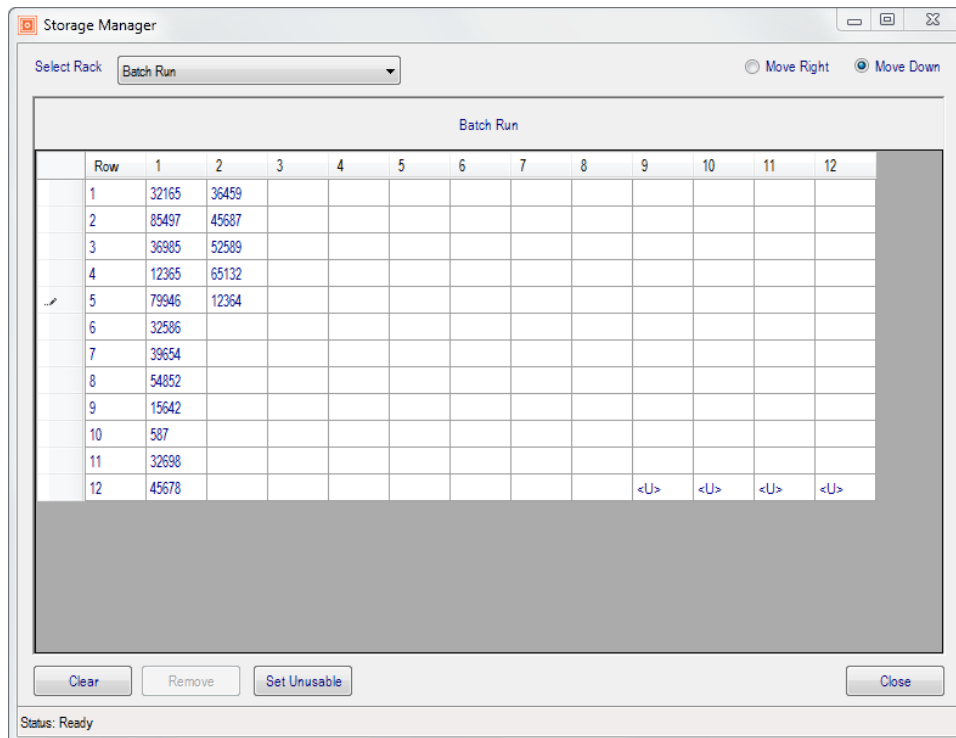 Storage Manager
Select Rack Batch Run Move Right Move Down
Batch Run
Row 1 2 3 4 5 6 7 8 9 10 11 12
1 32165 36459
2 85497 45687
3 36985 52589
4 12365 65132
5 79946 12364
6 32586
7 39654
8 54852
9 15642
10 587
11 32698
12 45678 <U> <U> <U> <U>
Clear Remove Set Unusable Close
Status: Ready